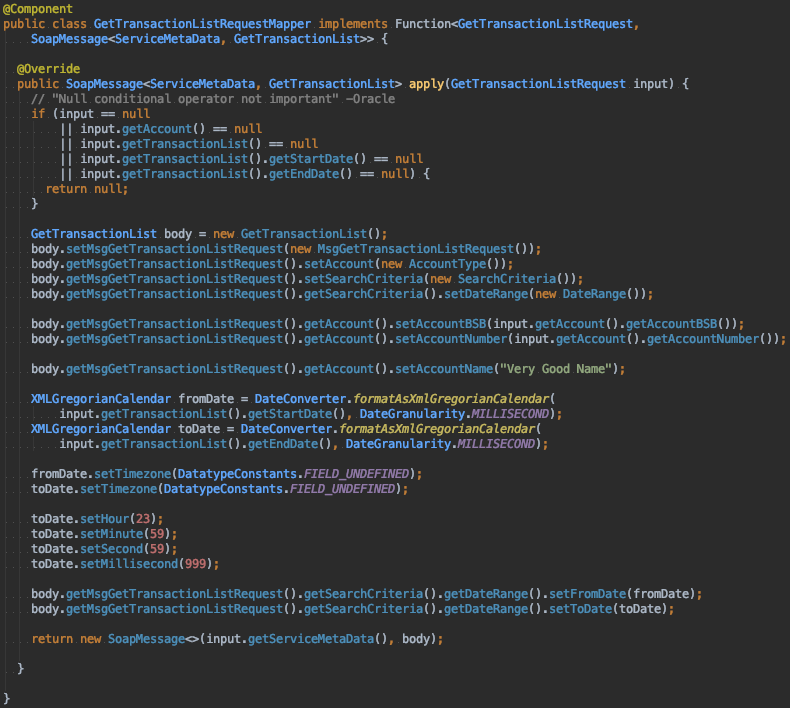 @Component
public class GetTransactionListRequestMapper implements Function<GetTransactionListRequest,
    SoapMessage<ServiceMetaData, GetTransactionList>> {

  @Override
  public SoapMessage<ServiceMetaData, GetTransactionList> apply(GetTransactionListRequest input) {
    // "Null conditional operator not important" —Oracle
    if (input == null
        || input.getAccount() == null
        || input.getTransactionList() == null
        || input.getTransactionList().getStartDate() == null
        || input.getTransactionList().getEndDate() == null) {
      return null;
    }

    GetTransactionList body = new GetTransactionList();
    body.setMsgGetTransactionListRequest(new MsgGetTransactionListRequest());
    body.getMsgGetTransactionListRequest().setAccount(new AccountType());
    body.getMsgGetTransactionListRequest().setSearchCriteria(new SearchCriteria());
    body.getMsgGetTransactionListRequest().getSearchCriteria().setDateRange(new DateRange());

    body.getMsgGetTransactionListRequest().getAccount().setAccountBSB(input.getAccount().getAccountBSB());
    body.getMsgGetTransactionListRequest().getAccount().setAccountNumber(input.getAccount().getAccountNumber());

    body.getMsgGetTransactionListRequest().getAccount().setAccountName("Very Good Name");

    XMLGregorianCalendar fromDate = DateConverter.formatAsXmlGregorianCalendar(
        input.getTransactionList().getStartDate(), DateGranularity.MILLISECOND);
    XMLGregorianCalendar toDate = DateConverter.formatAsXmlGregorianCalendar(
        input.getTransactionList().getEndDate(), DateGranularity.MILLISECOND);

    fromDate.setTimezone(DatatypeConstants.FIELD_UNDEFINED);
    toDate.setTimezone(DatatypeConstants.FIELD_UNDEFINED);

    toDate.setHour(23);
    toDate.setMinute(59);
    toDate.setSecond(59);
    toDate.setMillisecond(999);

    body.getMsgGetTransactionListRequest().getSearchCriteria().getDateRange().setFromDate(fromDate);
    body.getMsgGetTransactionListRequest().getSearchCriteria().getDateRange().setToDate(toDate);

    return new SoapMessage<>(input.getServiceMetaData(), body);

  }

}